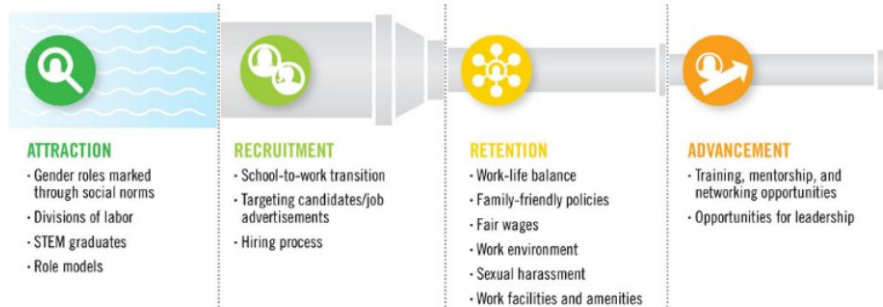 ATTRACTION
· Gender roles marked
through social norms
· Divisions of labor
· STEM graduates
· Role models
RECRUITMENT
· School-to-work transition
· Targeting candidates/job
advertisements
· Hiring process
RETENTION
· Work-life balance
· Family-friendly policies
· Fair wages
· Work environment
· Sexual harassment
· Work facilities and amenities
ADVANCEMENT
· Training, mentorship, and
networking opportunities
· Opportunities for leadership